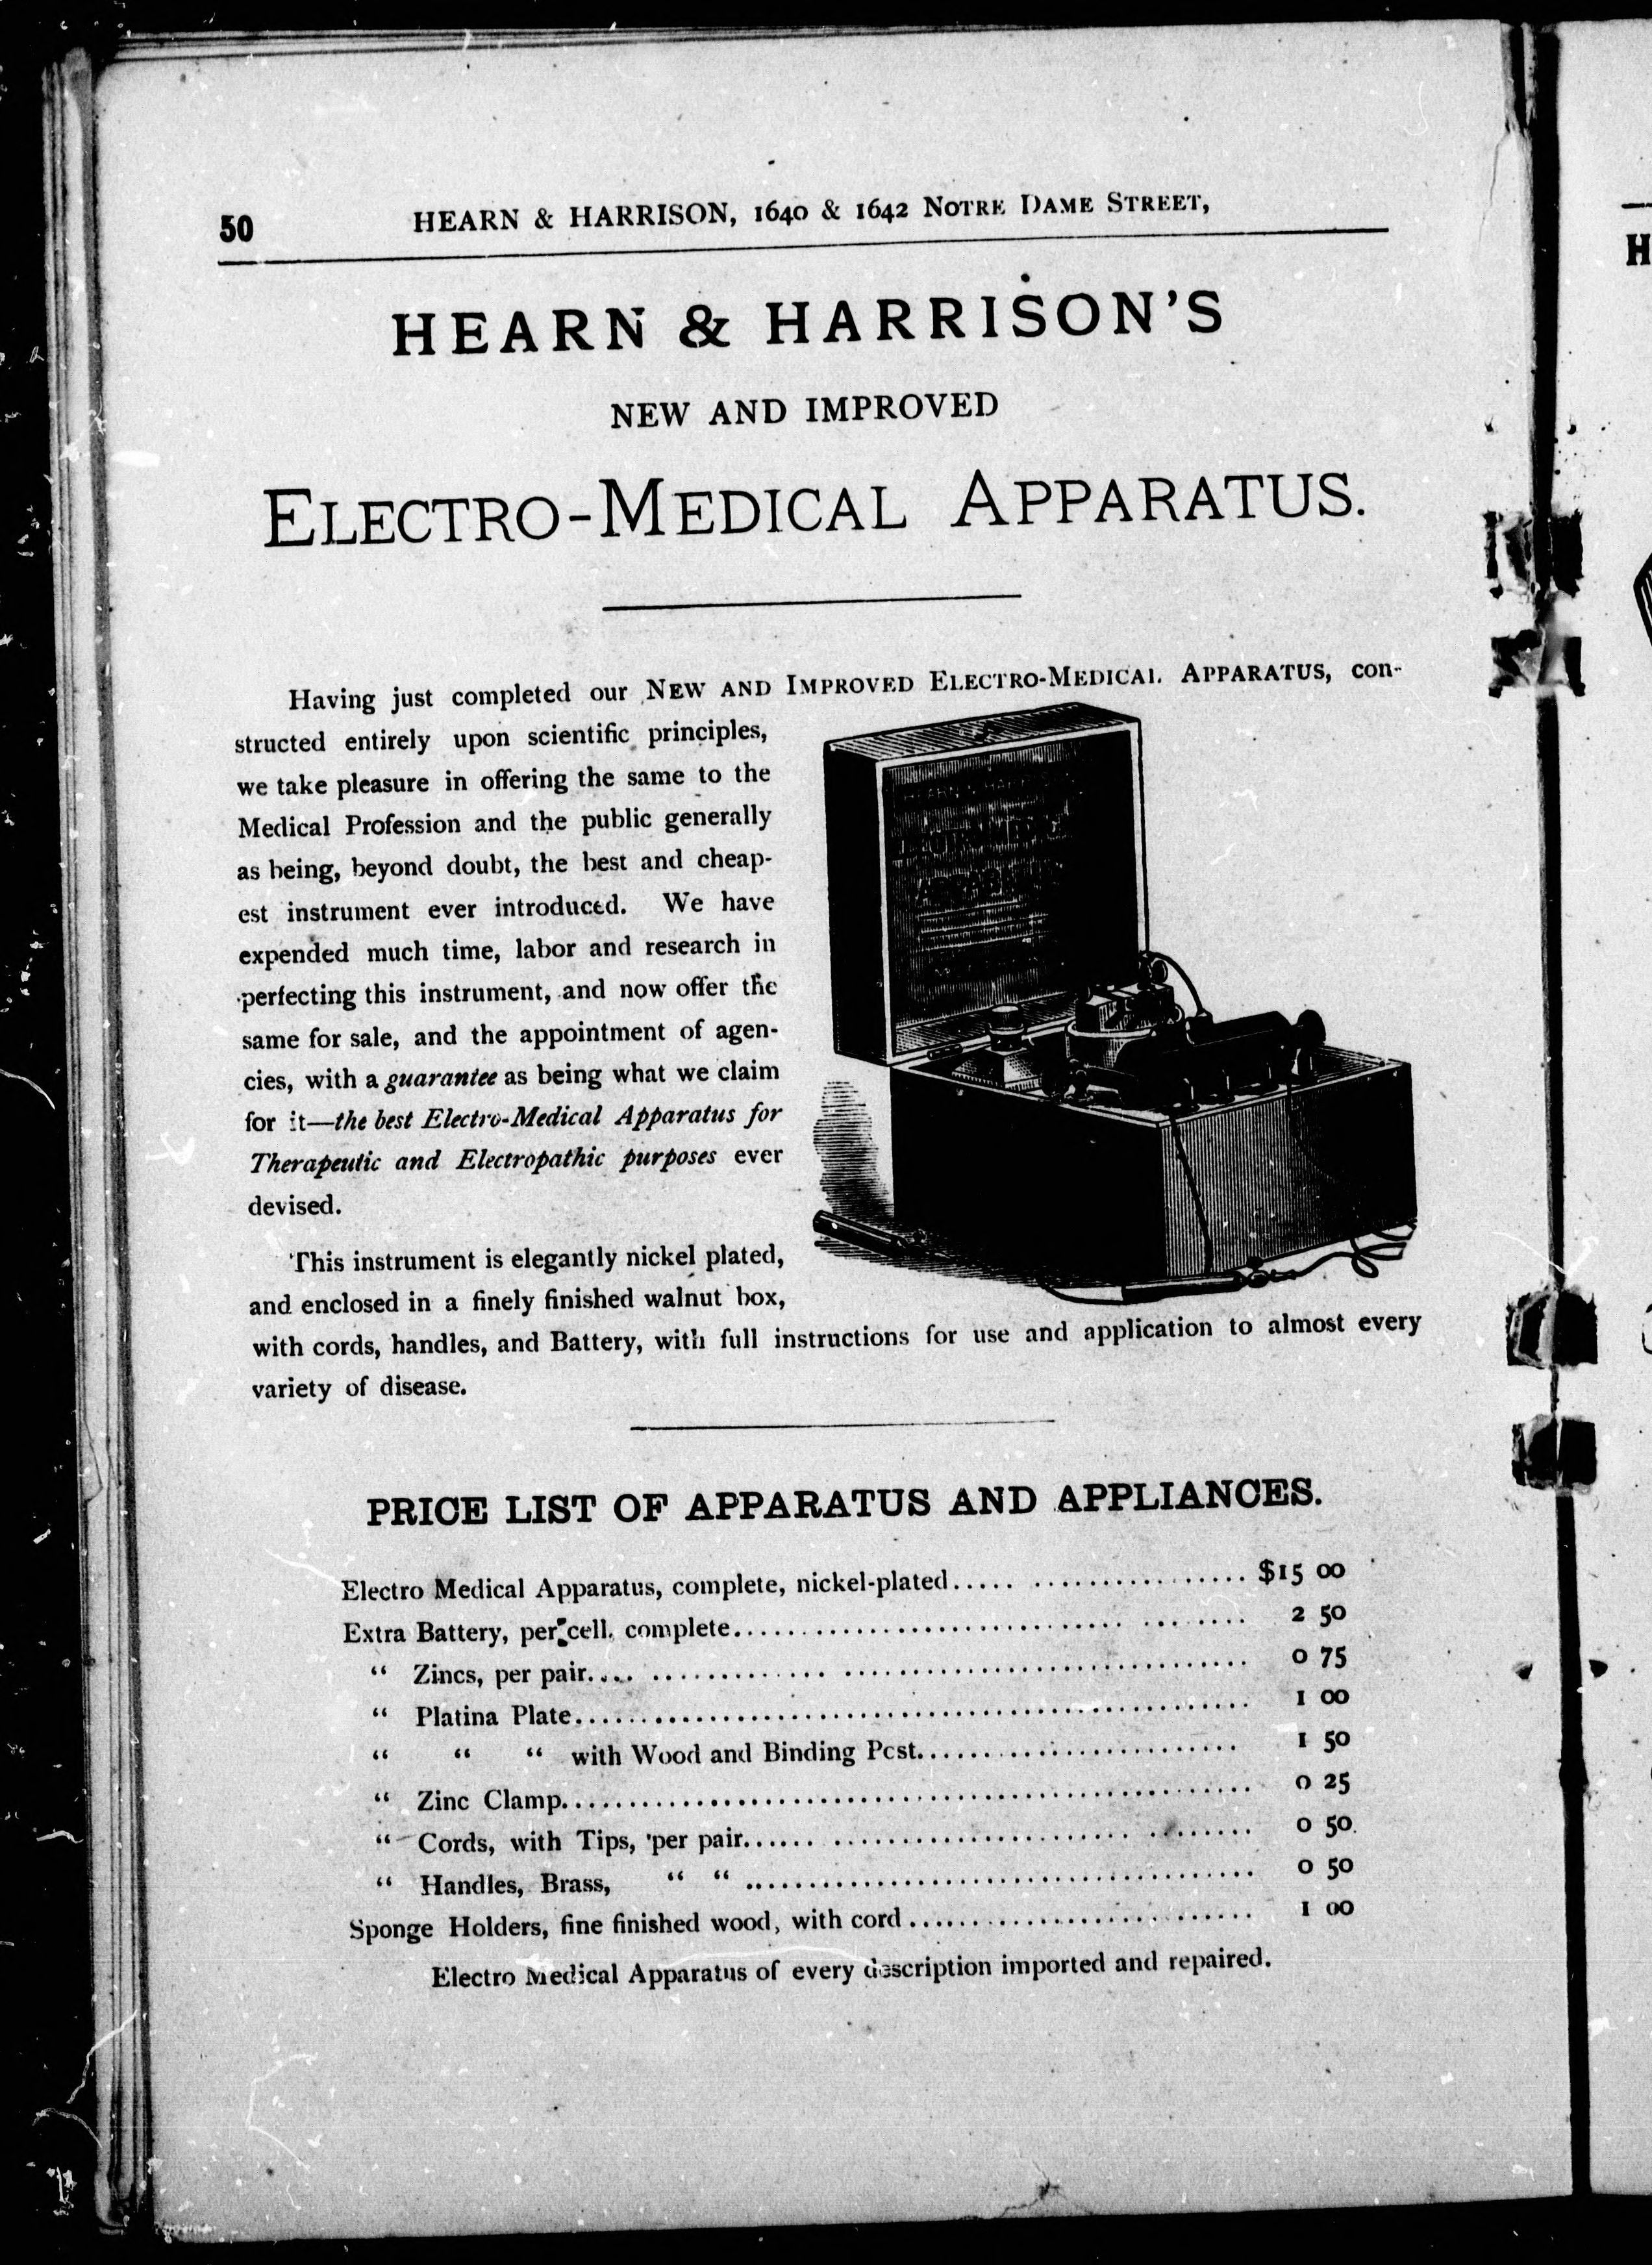 50 HEARN & HARRISON, 1640 & 1642 NOTRE DAME STREET,
HEARN & HARRISON'S
NEW AND IMPROVED
ELECTRO-MEDICAL APPARATUS.
Having just completed our NEW AND IMPROVED ELECTRO-MEDICAL APPARATUS, con-
structed entirely upon scientific principles,
we take pleasure in offering the same to the
Medical Profession and the public generally
as being, beyond doubt, the best and cheap-
est instrument ever introduced. We have
expended much time, labor and research in
perfecting this instrument, and now offer the
same for sale, and the appointment of agen-
cies, with a guarantee as being what we claim
for it—the best Electro-Medical Apparatus for
Therapeutic and Electropathic purposes ever
devised.
This instrument is elegantly nickel plated,
and enclosed in a finely finished walnut box,
with cords, handles, and Battery, with full instructions for use and application to almost every
variety of disease.
PRICE LIST OF APPARATUS AND APPLIANCES.
Electro Medical Apparatus, complete, nickel-plated.................... $15 00
Extra Battery, per cell, complete.................... 2 50
“ Zincs, per pair.................... 0 75
“ Platina Plate.................... 1 00
“ “ “ with Wood and Binding Post.................... 1 50
“ Zinc Clamp.................... 0 25
“ Cords, with Tips, per pair.................... 0 50
“ Handles, Brass, “ “ .................... 0 50
Sponge Holders, fine finished wood, with cord .................... 1 00
Electro Medical Apparatus of every description imported and repaired.
H